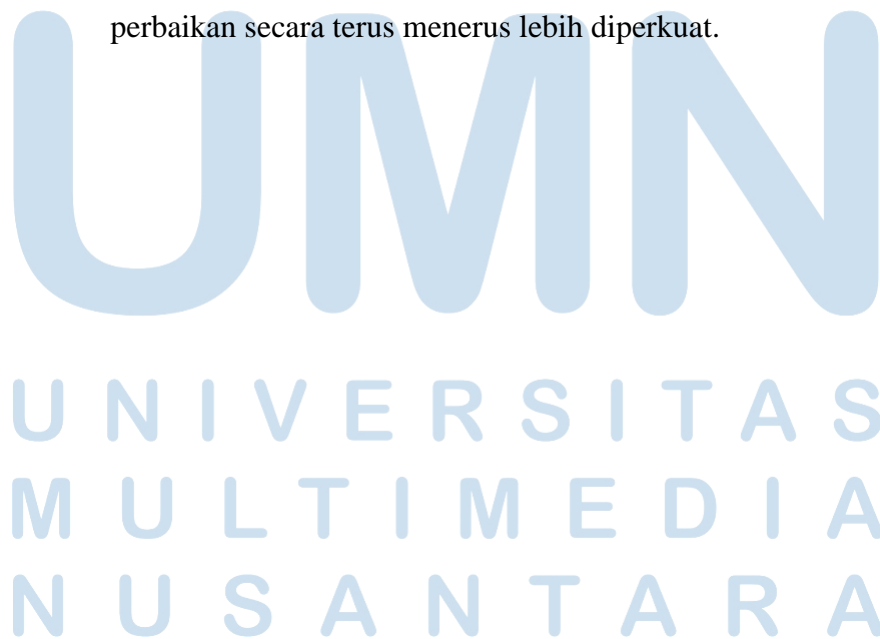 perbaikan secara terus menerus lebih diperkuat.
UMN
UNIVERSITAS
MULTIMEDIA
NUSANTARA